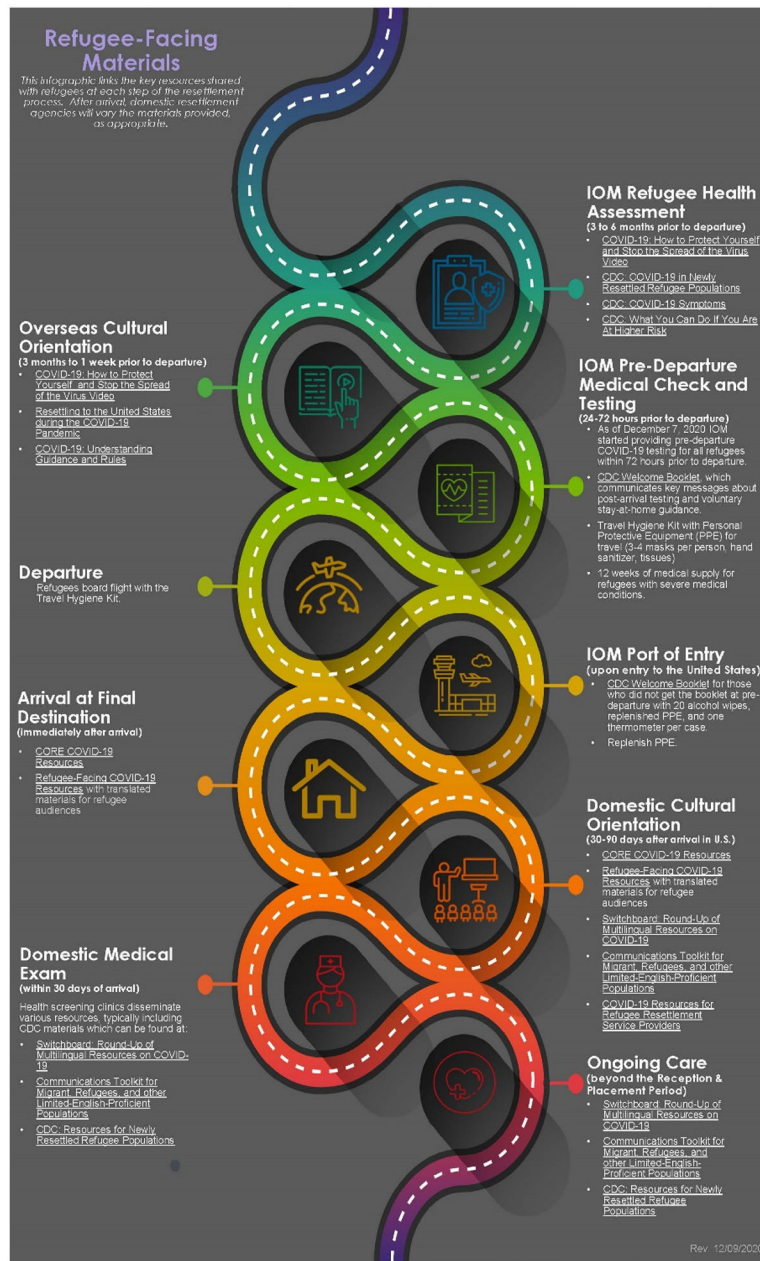 Refugee-Facing
Materials
This infographic links the key resources shared
with refugees at each step of the resettlement
process. After arrival, domestic resettlement
agencies will vary the materials provided,
as appropriate.
IOM Refugee Health
Assessment
(3 to 6 months prior to departure)
• COVID-19: How to Protect Yourself
and Stop the Spread of the Virus
Video
• CDC: COVID-19 in Newly
Resettled Refugee Populations
• CDC: COVID-19 Symptoms
• CDC: What You Can Do If You Are
At Higher Risk
Overseas Cultural
Orientation
(3 months to 1 week prior to departure)
• COVID-19: How to Protect
Yourself and Stop the Spread
of the Virus Video
• Resettling to the United States
during the COVID-19
Pandemic
• COVID-19: Understanding
Guidance and Rules
IOM Pre-Departure
Medical Check and
Testing
(24-72 hours prior to departure)
• As of December 7, 2020 IOM
started providing pre-departure
COVID-19 testing for all refugees
within 72 hours prior to departure.
• CDC Welcome Booklet, which
communicates key messages about
post-arrival testing and voluntary
stay-at-home guidance.
• Travel Hygiene Kit with Personal
Protective Equipment (PPE) for
travel (3-4 masks per person, hand
sanitizer, tissues)
• 12 weeks of medical supply for
refugees with severe medical
conditions.
Departure
Refugees board flight with the
Travel Hygiene Kit.
IOM Port of Entry
(upon entry to the United States)
• CDC Welcome Booklet for those
who did not get the booklet at pre-
departure with 20 alcohol wipes,
replenished PPE, and one
thermometer per case.
• Replenish PPE.
Arrival at Final
Destination
(immediately after arrival)
• CORE COVID-19
Resources
• Refugee-Facing COVID-19
Resources with translated
materials for refugee
audiences
Domestic Cultural
Orientation
(30-90 days after arrival in U.S.)
• CORE COVID-19 Resources
• Refugee-Facing COVID-19
Resources with translated
materials for refugee
audiences
• Switchboard: Round-Up of
Multilingual Resources on
COVID-19
• Communications Toolkit for
Migrant, Refugees, and other
Limited-English-Proficient
Populations
• COVID-19 Resources for
Refugee Resettlement
Service Providers
Domestic Medical
Exam
(within 30 days of arrival)
Health screening clinics disseminate
various resources, typically including
CDC materials which can be found at:
• Switchboard: Round-Up of
Multilingual Resources on COVID-
19
• Communications Toolkit for
Migrant, Refugees, and other
Limited-English-Proficient
Populations
• CDC: Resources for Newly
Resettled Refugee Populations
Ongoing Care
(beyond the Reception &
Placement Period)
• Switchboard: Round-Up of
Multilingual Resources on
COVID-19
• Communications Toolkit for
Migrant, Refugees, and
other Limited-English-
Proficient Populations
• CDC: Resources for Newly
Resettled Refugee
Populations
Rev. 12/09/2020